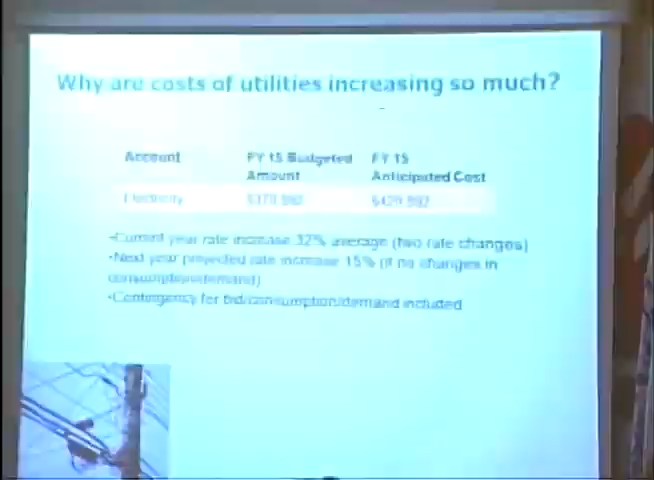 Why are costs of utilities increasing so much?
Account FY 15 Budgeted FY 15
Amount Anticipated Cost
Electricity
•Current year rate increase 32% average (two rate changes)
•Next year projected rate increase 15% (if no changes in
consumption/demand)
•Contingency for bid/consumption/demand included